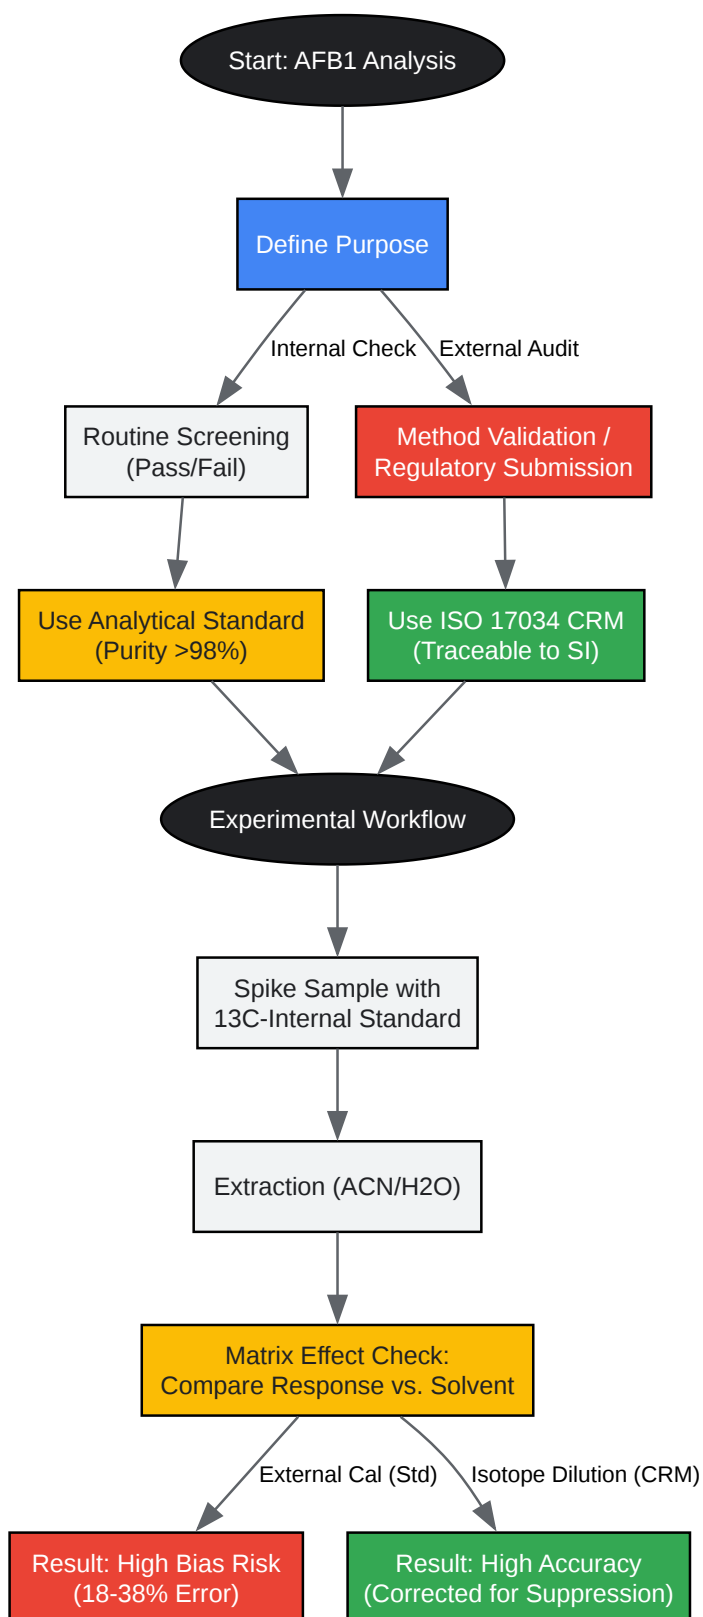 Start: AFB1 Analysis
Define Purpose
Internal Check
External Audit
Routine Screening
(Pass/Fail)
Method Validation /
Regulatory Submission
Use Analytical Standard
(Purity >98%)
Use ISO 17034 CRM
(Traceable to SI)
Experimental Workflow
Spike Sample with
13C-Internal Standard
Extraction (ACN/H2O)
Matrix Effect Check:
Compare Response vs. Solvent
External Cal (Std)
Isotope Dilution (CRM)
Result: High Bias Risk
(18-38% Error)
Result: High Accuracy
(Corrected for Suppression)